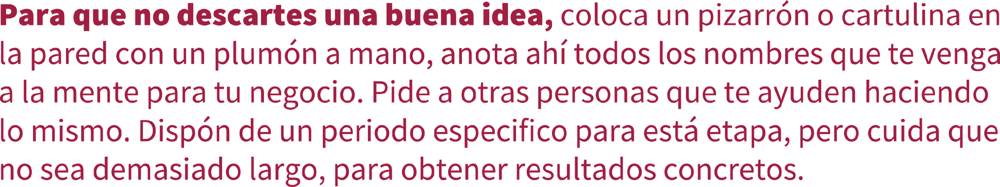 Para que no descartes una buena idea, coloca un pizarrón o cartulina en
la pared con un plumón a mano, anota ahí todos los nombres que te venga
a la mente para tu negocio. Pide a otras personas que te ayuden haciendo
lo mismo. Dispón de un periodo especifico para está etapa, pero cuida que
no sea demasiado largo, para obtener resultados concretos.